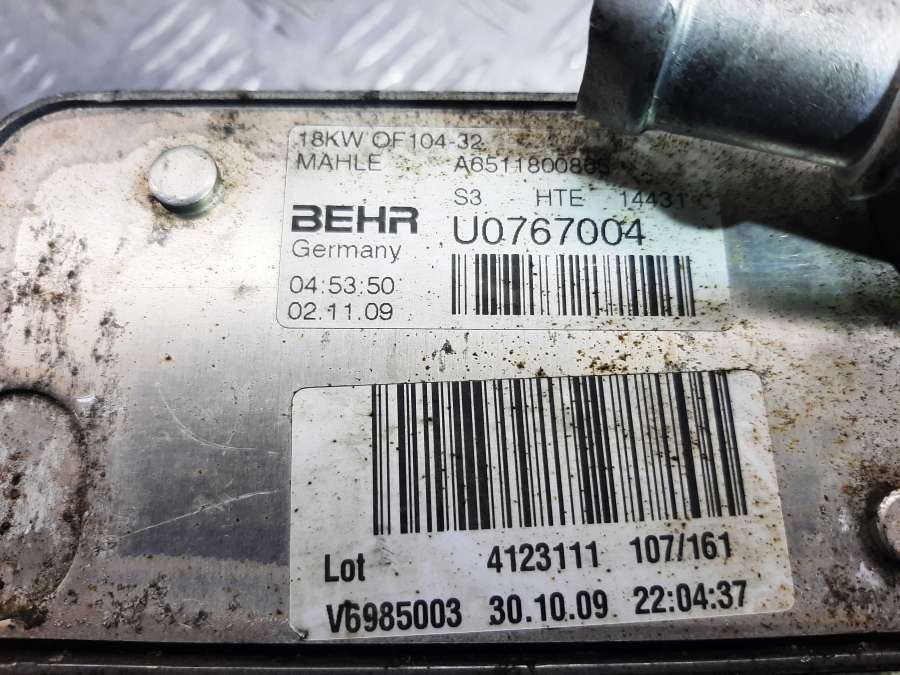 18KW OF104-32
MAHLE
S3 HTE 14431
BEHR U0767004
Germany
04:53:50
02.11.09
Lot 4123111 107/161
V6985003 30.10.09 22:04:37